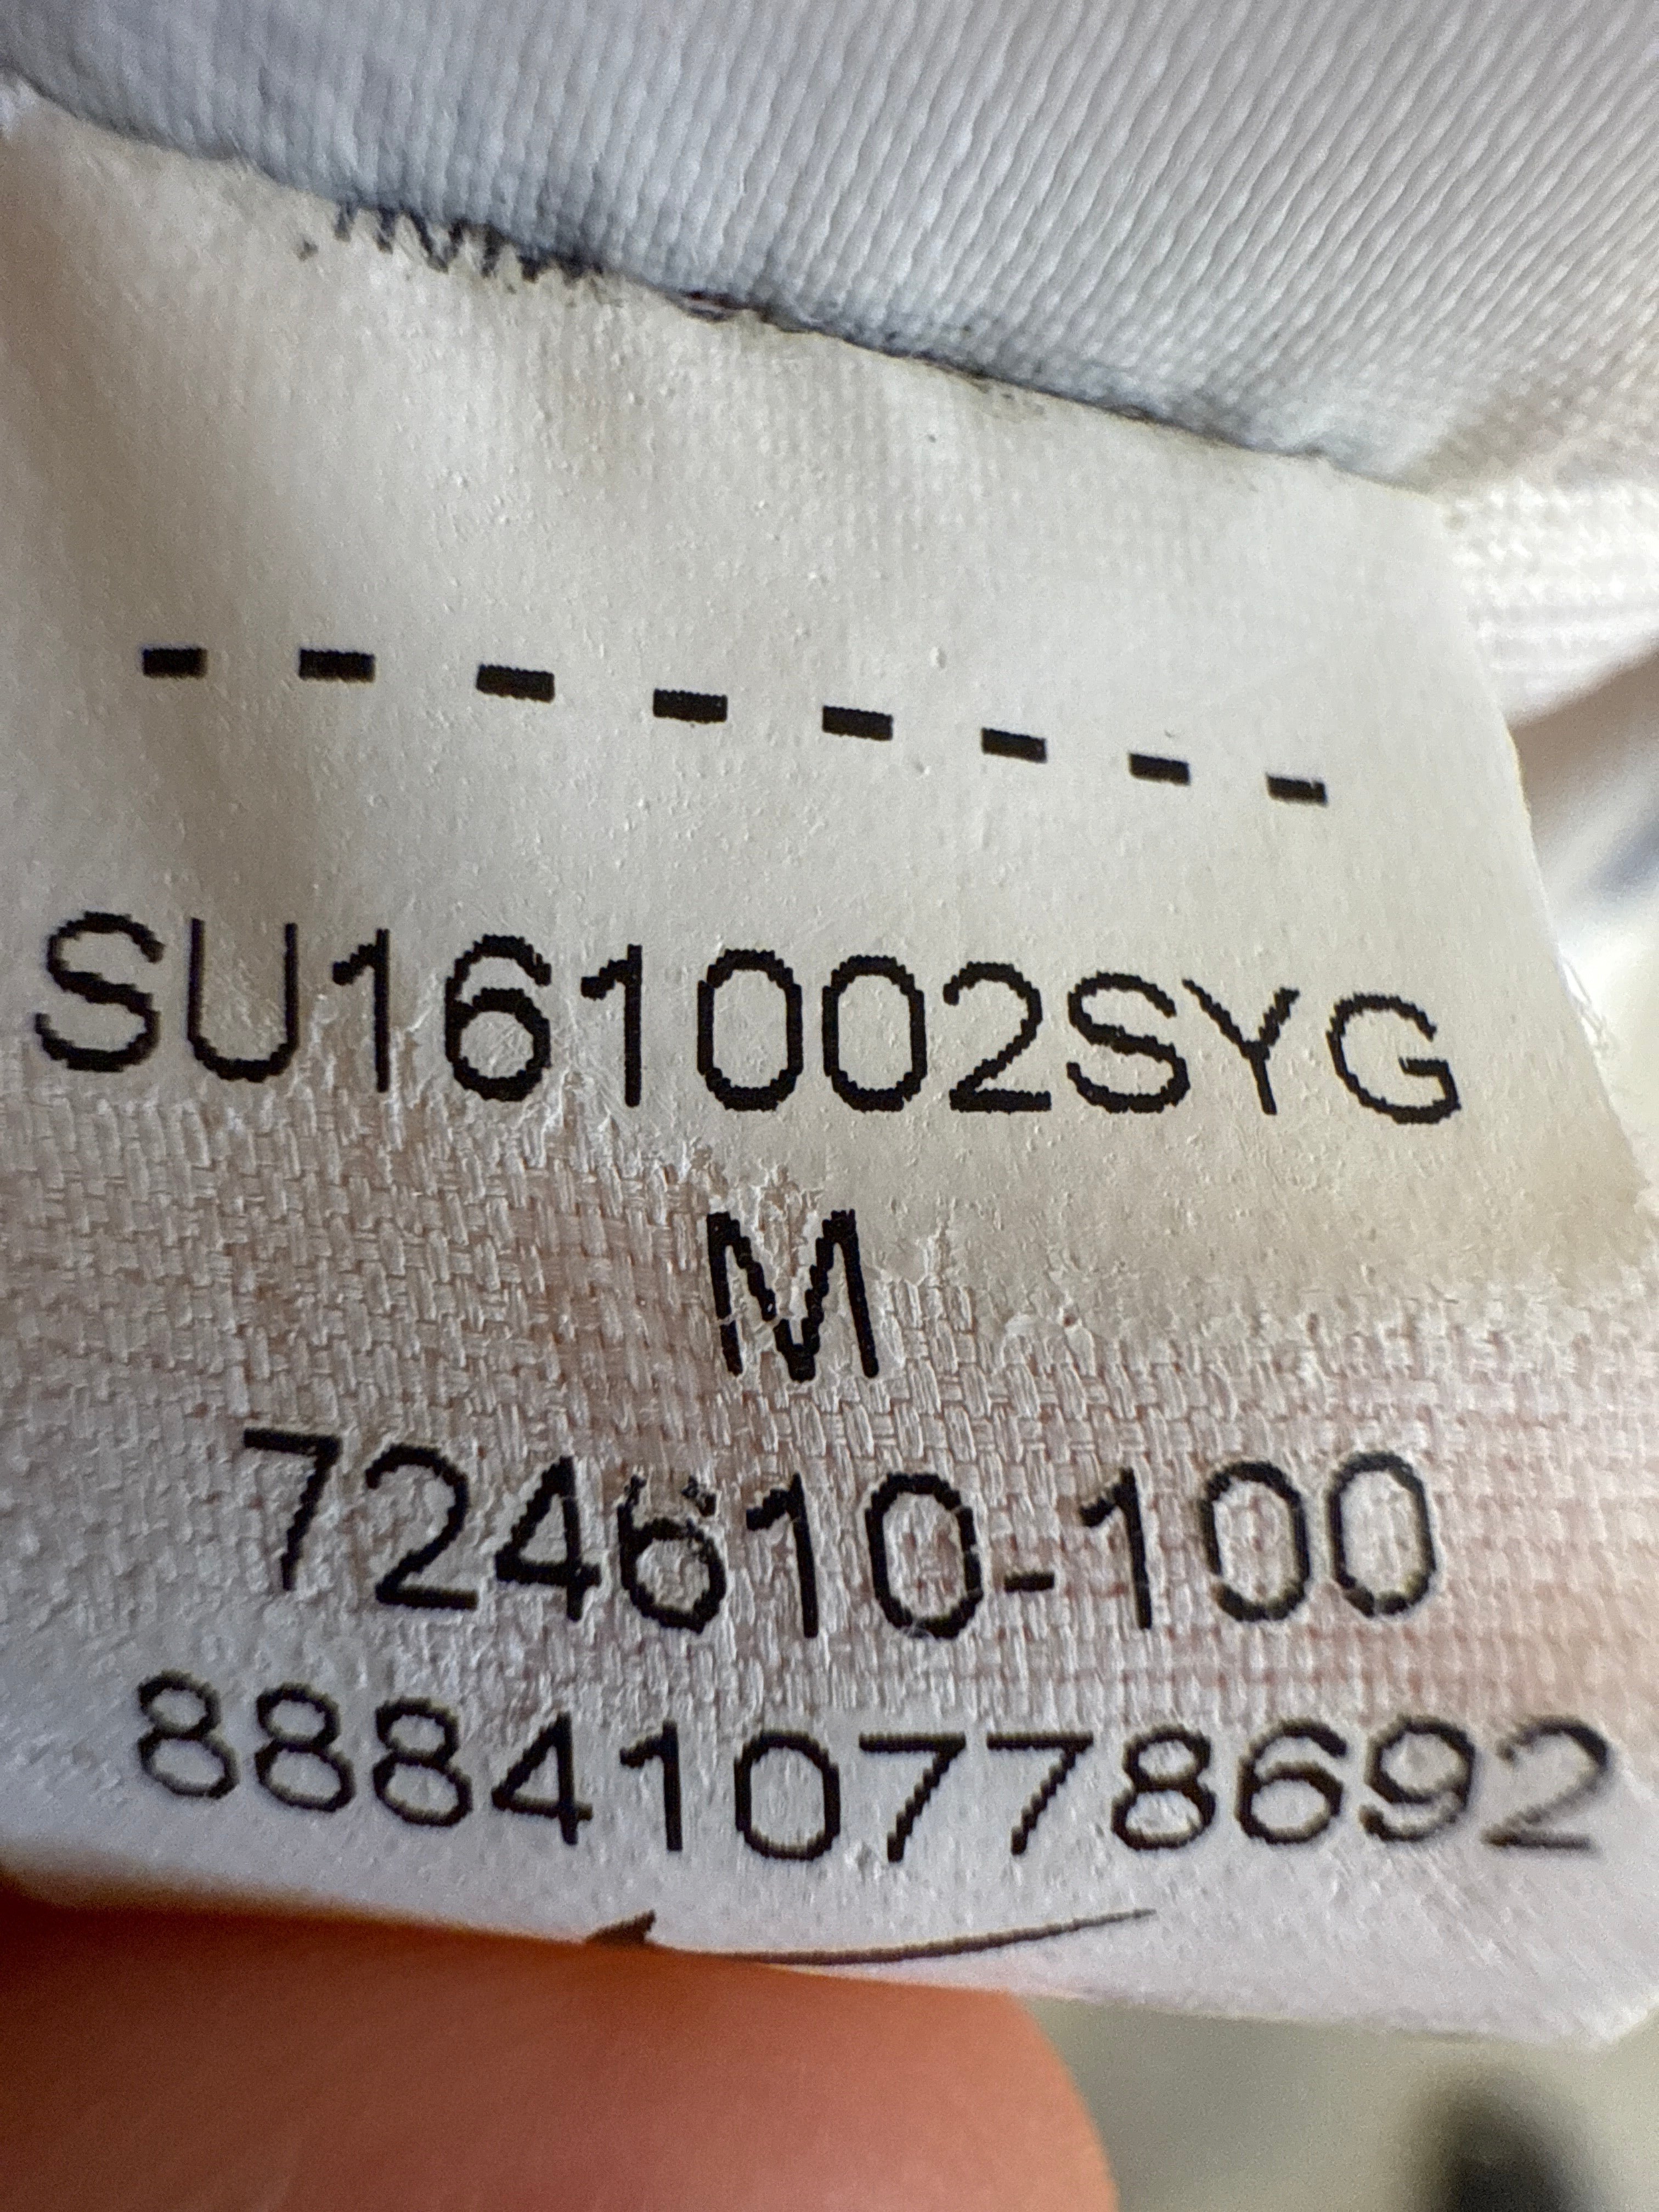 - - - - - - - -
SU161002SYG
M
724610-100
888410778692